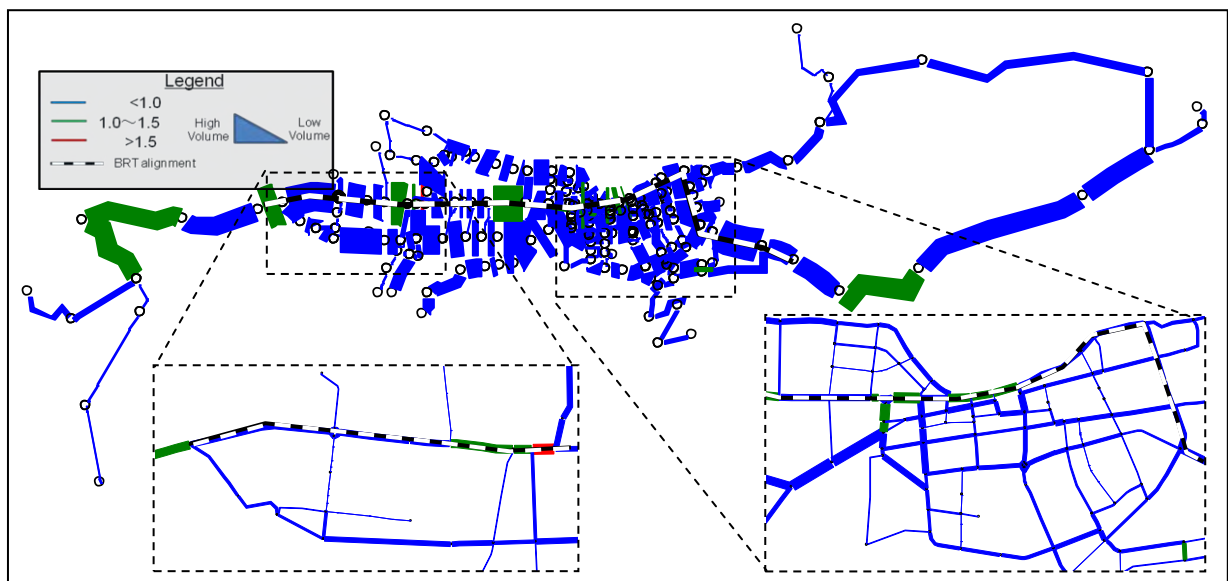 Legend
<1.0
1.0～1.5
>1.5
High Volume
Low Volume
BRT alignment